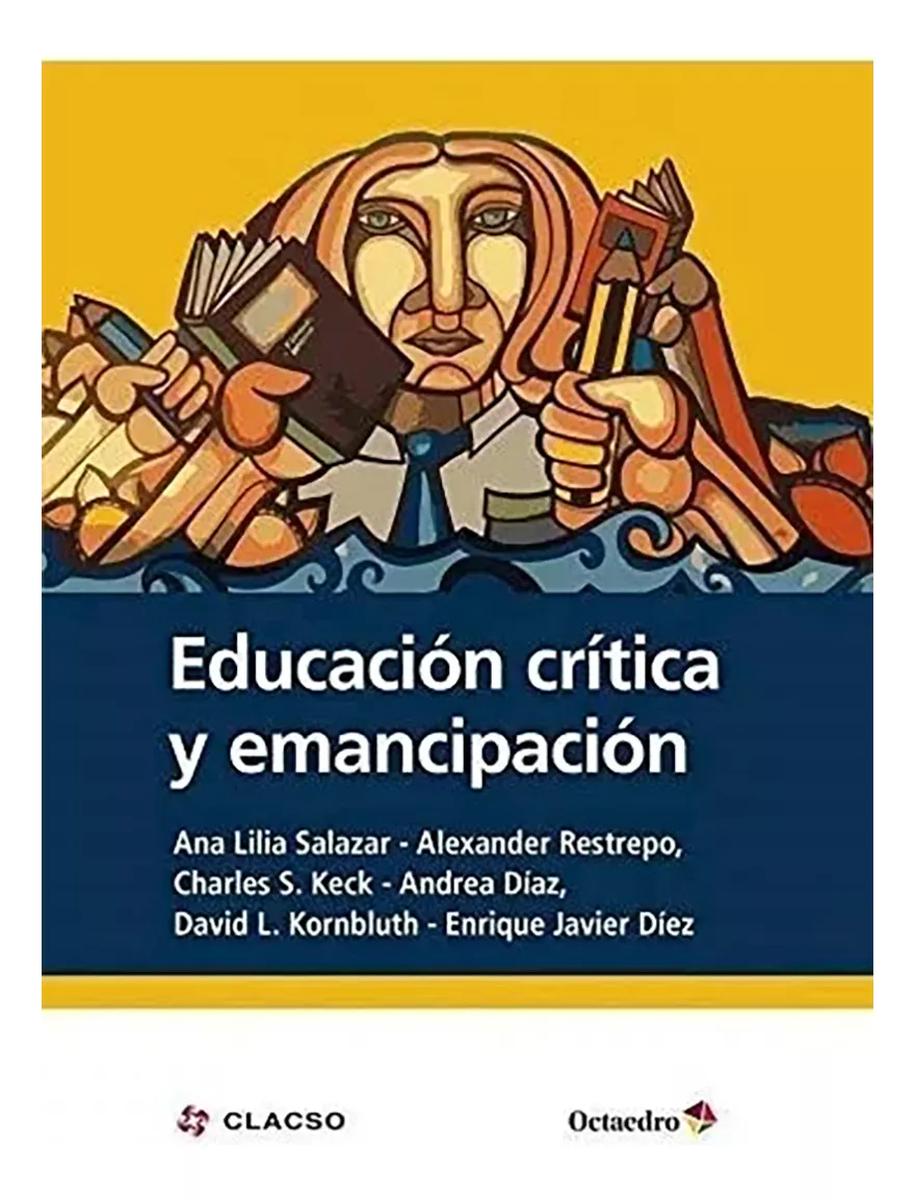 Educación crítica
y emancipación
Ana Lilia Salazar - Alexander Restrepo,
Charles S. Keck - Andrea Díaz,
David L. Kornbluth - Enrique Javier Díez
CLACSO
Octaedro